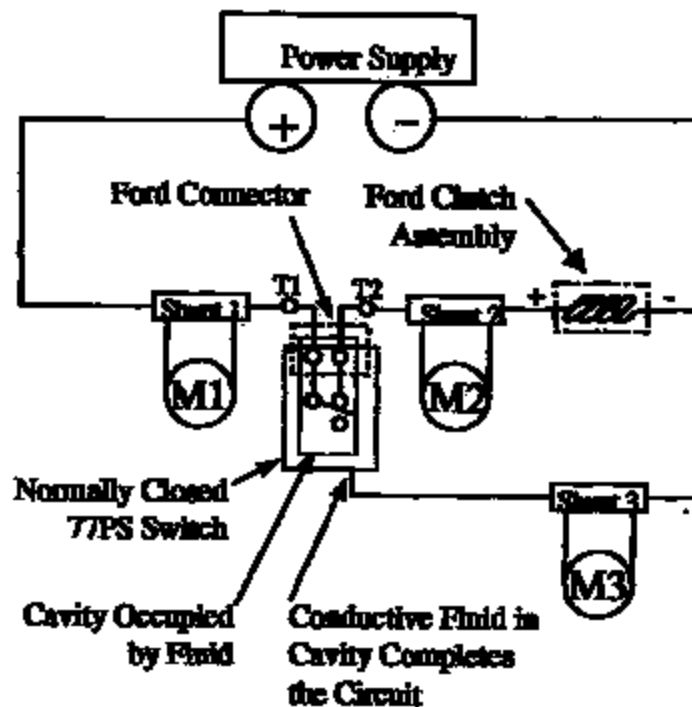 Power Supply
+
-
Ford Connector
Ford Clutch
Assembly
T1
T2
Shunt 1
Shunt 2
+
-
M1
M2
Normally Closed
77PS Switch
Shunt 3
M3
Cavity Occupied
by Fluid
Conductive Fluid in
Cavity Completes
the Circuit